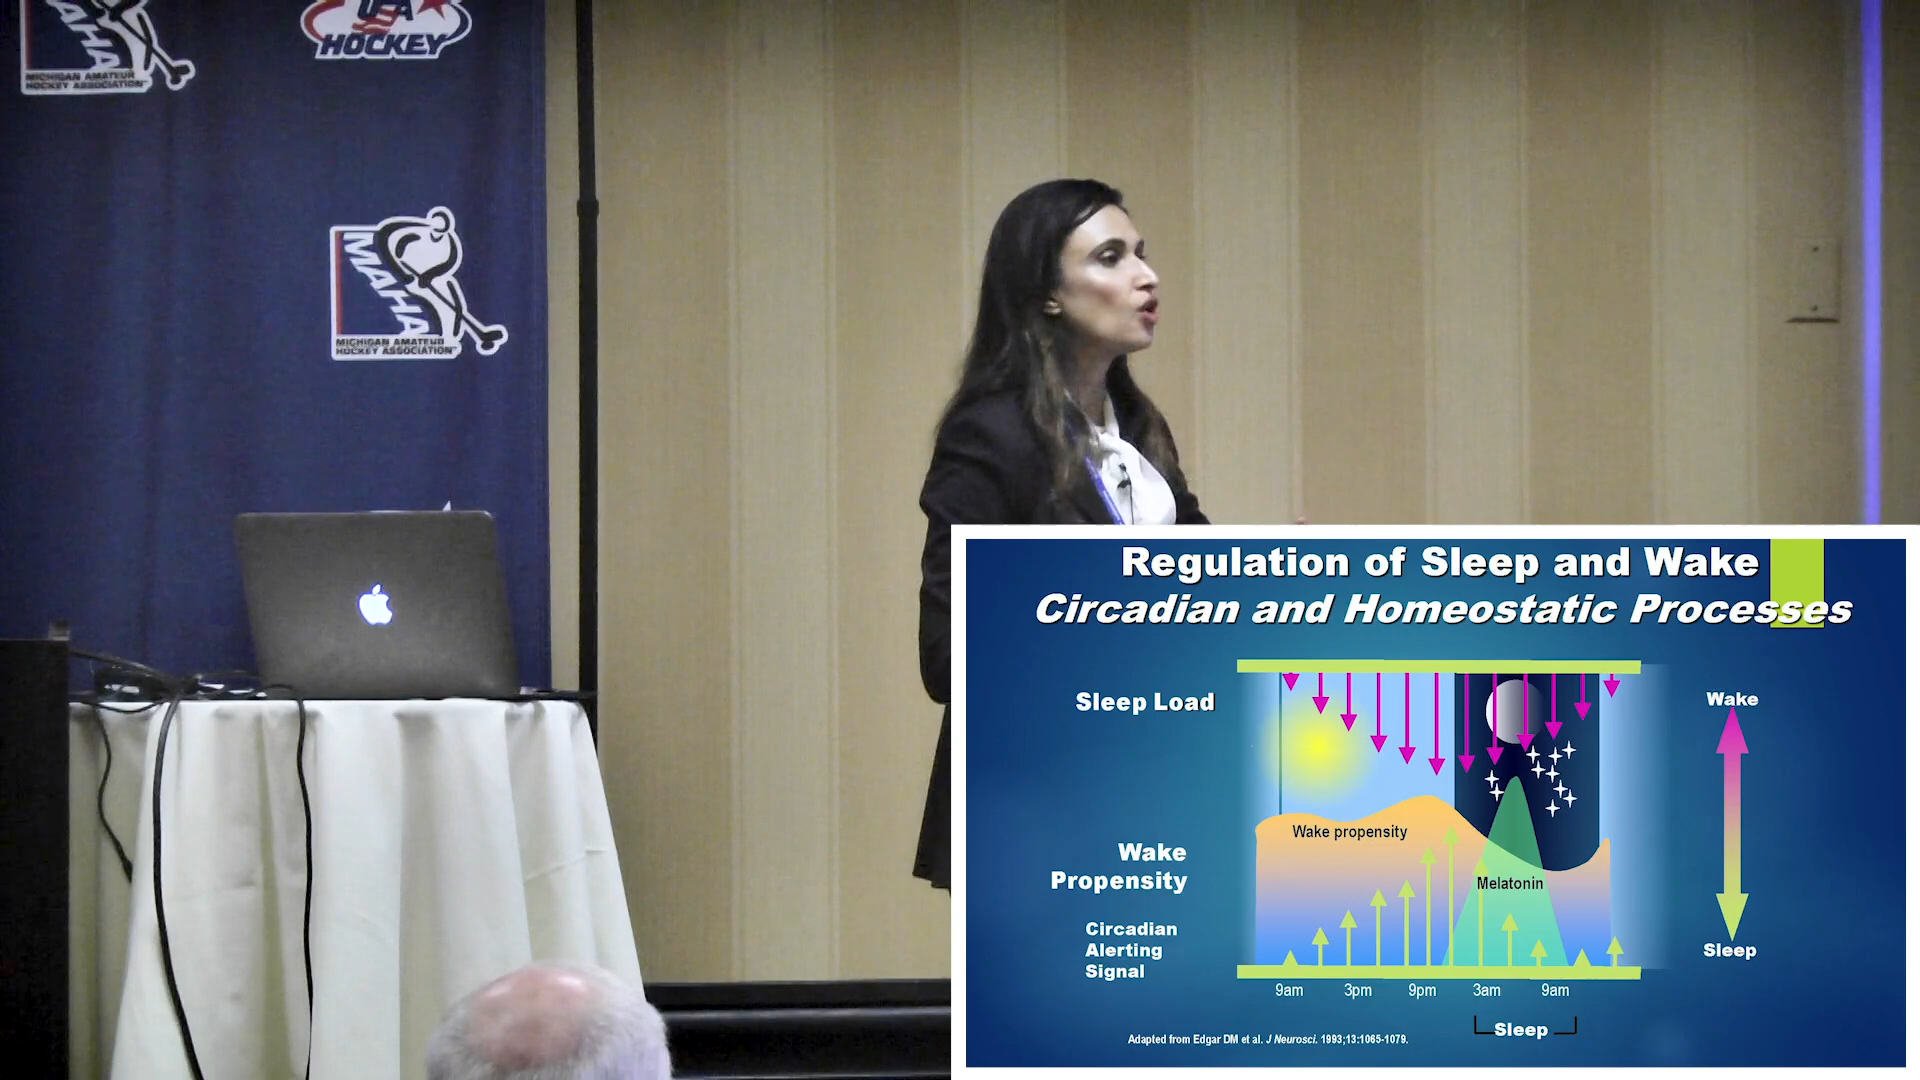 USA
HOCKEY
MAHA
MICHIGAN AMATEUR
HOCKEY ASSOCIATION
MAHA
MICHIGAN AMATEUR
HOCKEY ASSOCIATION
Regulation of Sleep and Wake
Circadian and Homeostatic Processes
Sleep Load
Wake
Wake propensity
Wake
Propensity
Melatonin
Circadian
Alerting
Signal
Sleep
9am 3pm 9pm 3am 9am
Sleep
Adapted from Edgar DM et al. J Neurosci. 1993;13:1065-1079.